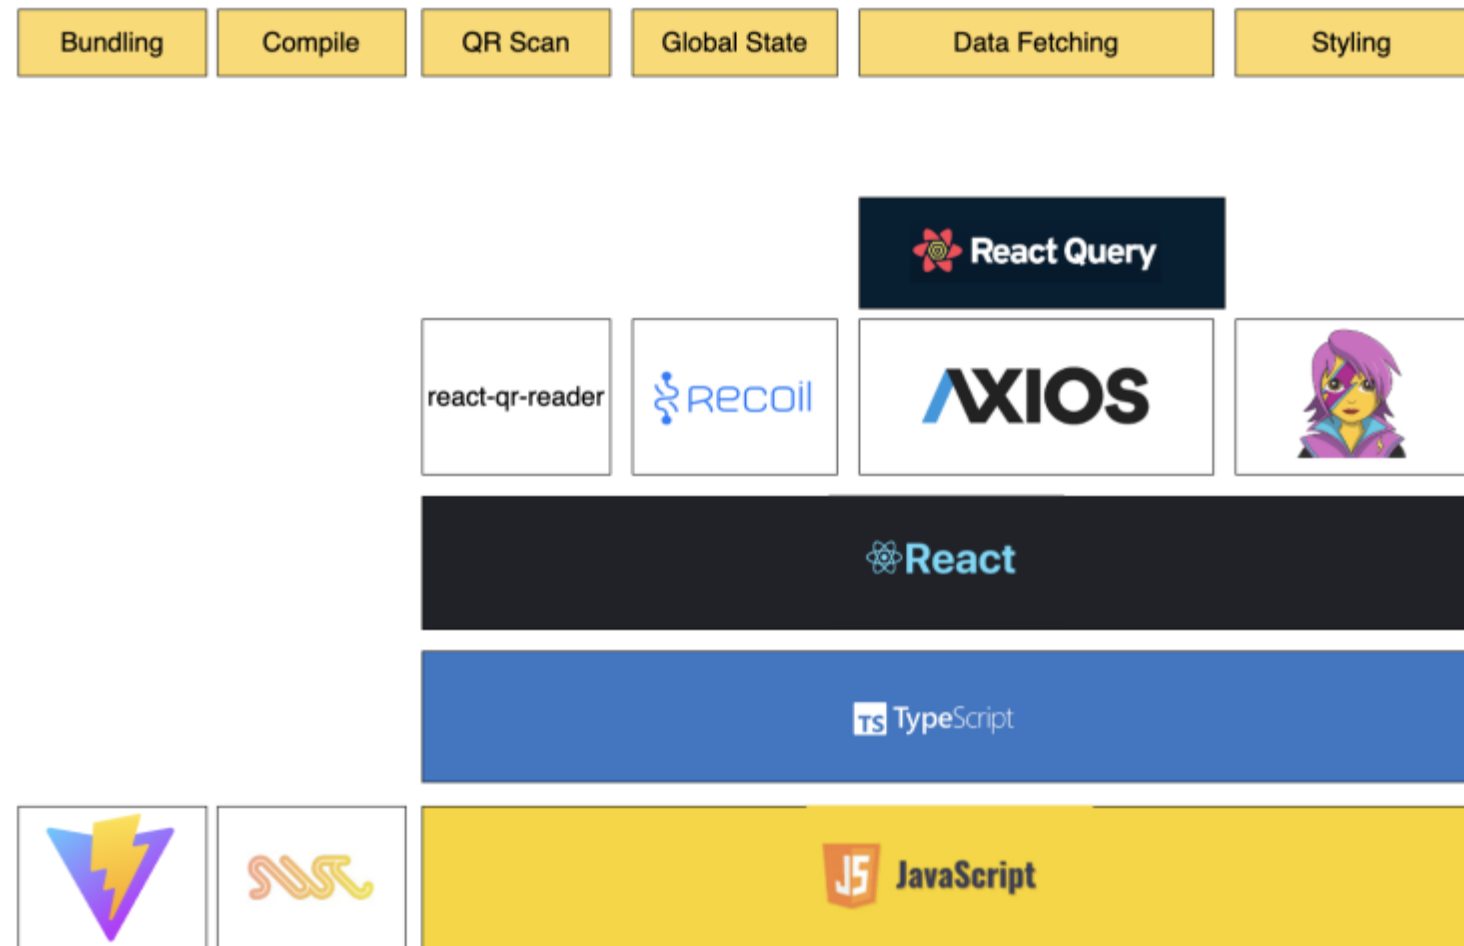 Bundling
Compile
QR Scan
Global State
Data Fetching
Styling
React Query
react-qr-reader
Recoil
AXIOS
React
TS TypeScript
SWC
JS JavaScript